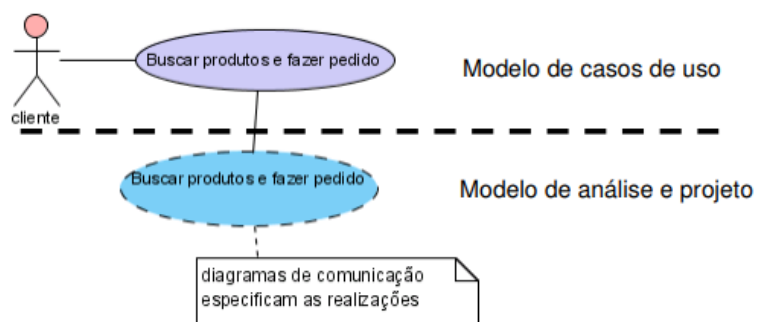 Buscar produtos e fazer pedido
Modelo de casos de uso
cliente
Buscar produtos e fazer pedido
Modelo de análise e projeto
diagramas de comunicação
especificam as realizações